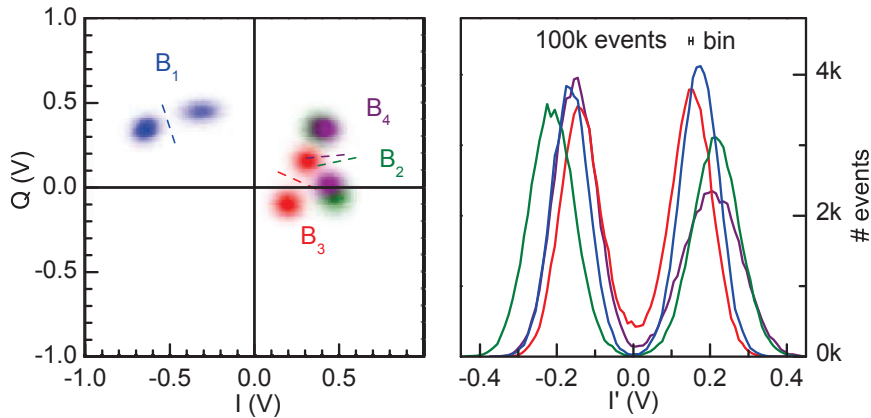 1.0
0.5
0.0
-0.5
-1.0
Q (V)
-1.0
-0.5
0.0
0.5
I (V)
B1
B4
B2
B3
100k events
bin
4k
2k
0k
# events
-0.4
-0.2
0.0
0.2
0.4
I' (V)